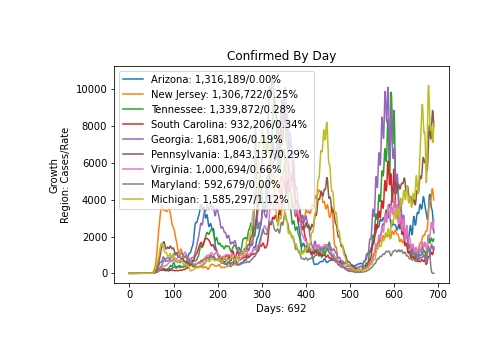 Confirmed By Day
Growth
Region: Cases/Rate
10000
8000
6000
4000
2000
0
Arizona: 1,316,189/0.00%
New Jersey: 1,306,722/0.25%
Tennessee: 1,339,872/0.28%
South Carolina: 932,206/0.34%
Georgia: 1,681,906/0.19%
Pennsylvania: 1,843,137/0.29%
Virginia: 1,000,694/0.66%
Maryland: 592,679/0.00%
Michigan: 1,585,297/1.12%
0 100 200 300 400 500 600 700
Days: 692